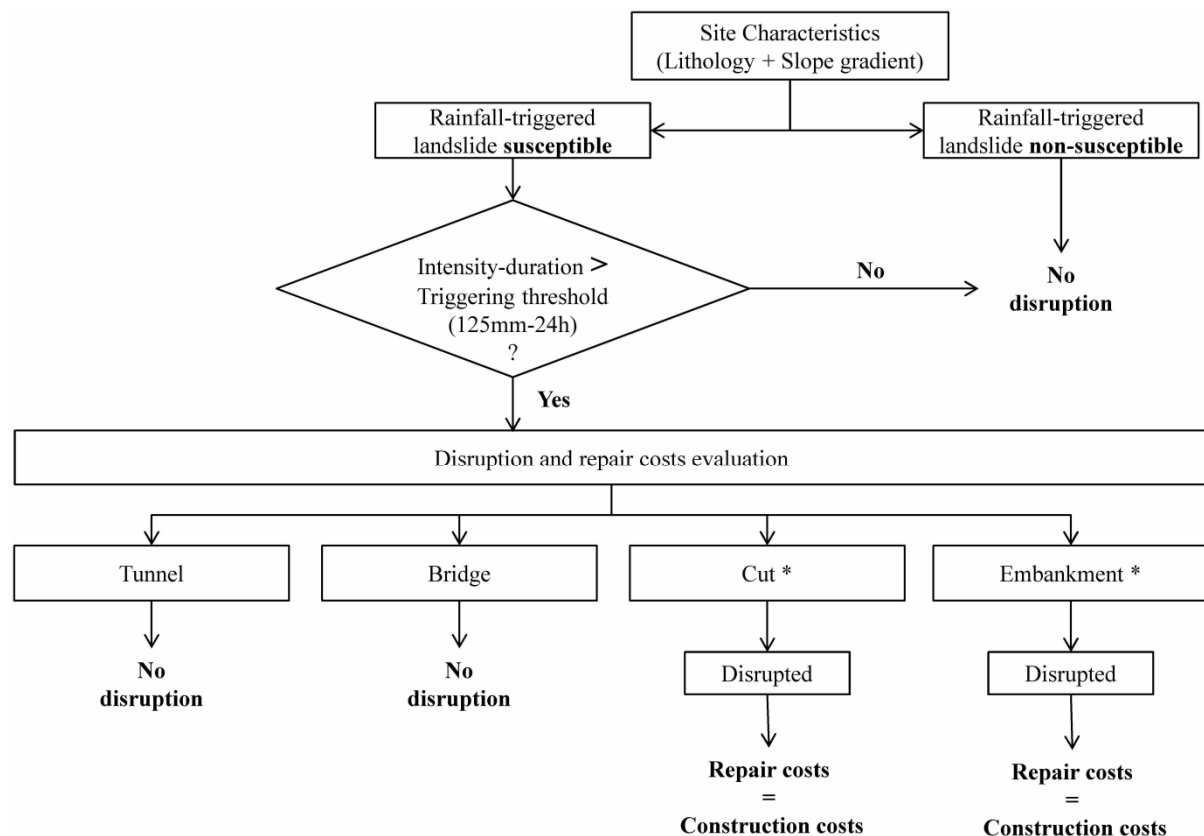 Site Characteristics
(Lithology + Slope gradient)
Rainfall-triggered
landslide susceptible
Rainfall-triggered
landslide non-susceptible
Intensity-duration >
Triggering threshold
(125mm-24h)
?
No
No
disruption
Yes
Disruption and repair costs evaluation
Tunnel
Bridge
Cut *
Embankment *
No
disruption
No
disruption
Disrupted
Disrupted
Repair costs
=
Construction costs
Repair costs
=
Construction costs